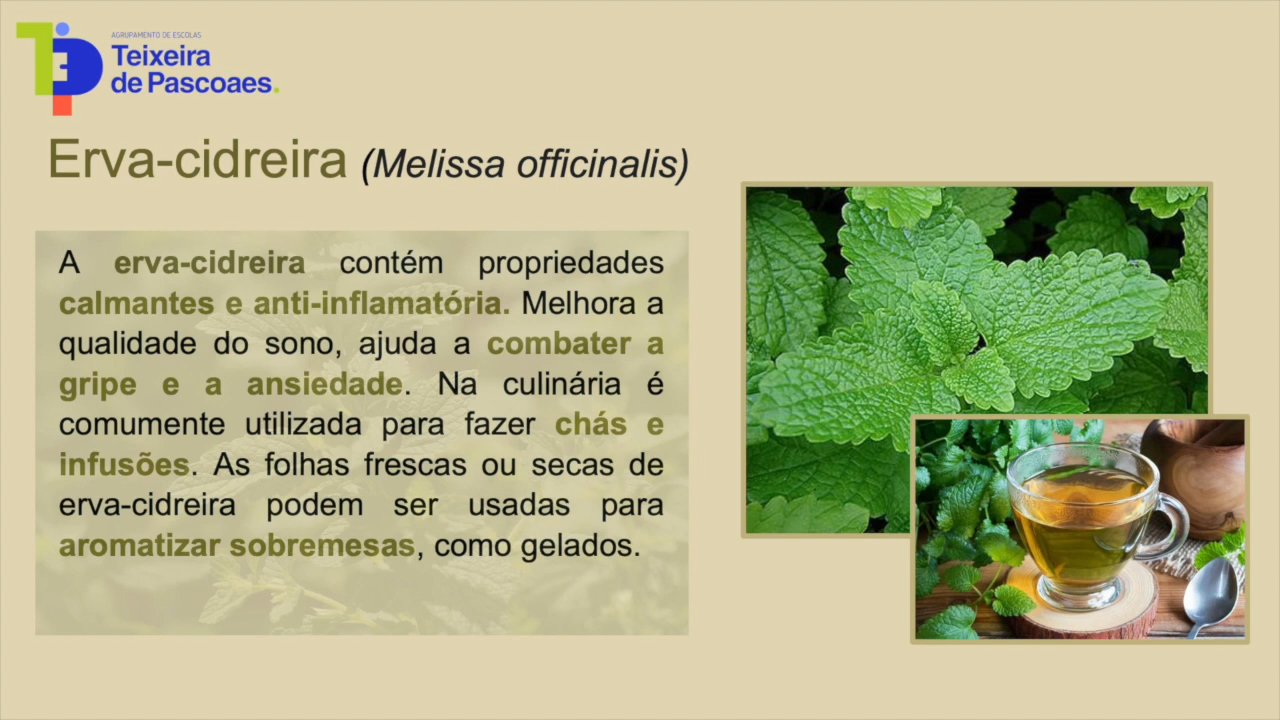 AGRUPAMENTO DE ESCOLAS
Teixeira
de Pascoaes.
Erva-cidreira (Melissa officinalis)
A erva-cidreira contém propriedades
calmantes e anti-inflamatória. Melhora a
qualidade do sono, ajuda a combater a
gripe e a ansiedade. Na culinária é
comumente utilizada para fazer chás e
infusões. As folhas frescas ou secas de
erva-cidreira podem ser usadas para
aromatizar sobremesas, como gelados.